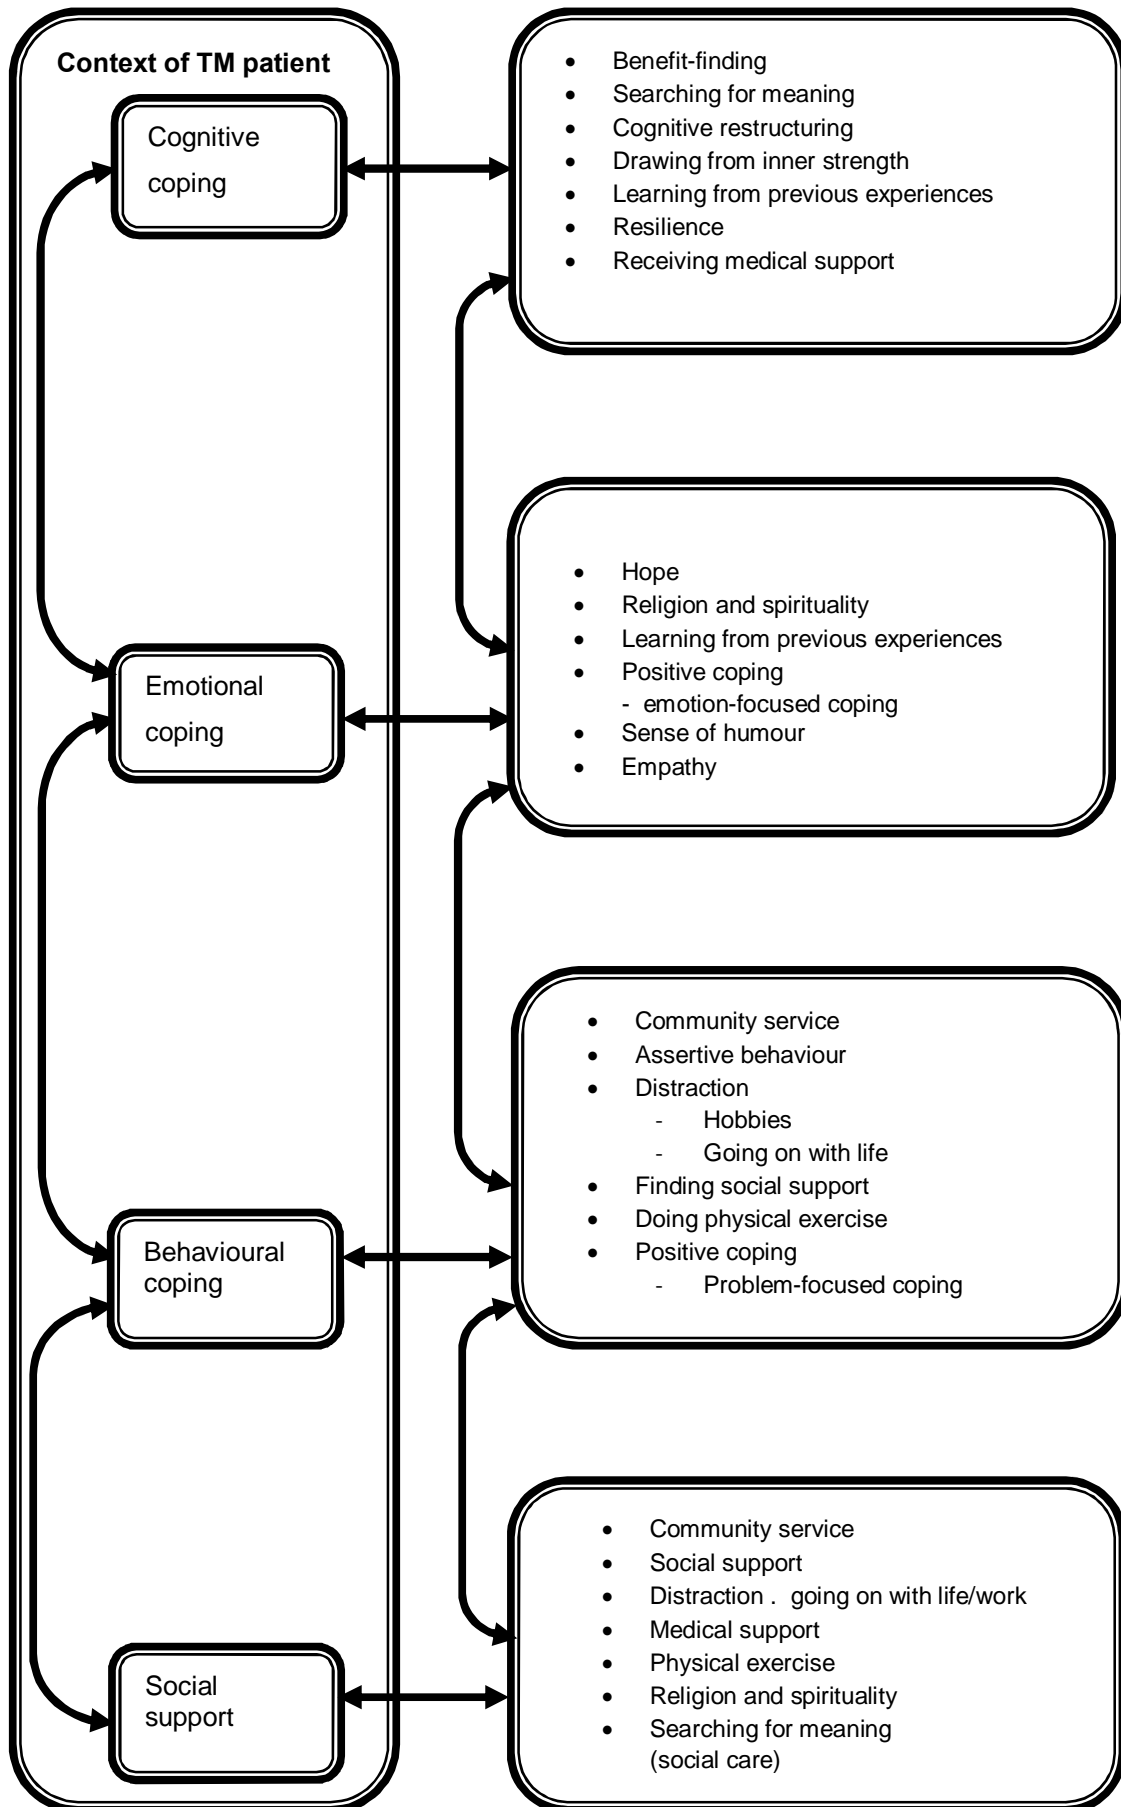 Context of TM patient
Cognitive
coping
• Benefit-finding
• Searching for meaning
• Cognitive restructuring
• Drawing from inner strength
• Learning from previous experiences
• Resilience
• Receiving medical support
Emotional
coping
• Hope
• Religion and spirituality
• Learning from previous experiences
• Positive coping
- emotion-focused coping
• Sense of humour
• Empathy
Behavioural
coping
• Community service
• Assertive behaviour
• Distraction
- Hobbies
- Going on with life
• Finding social support
• Doing physical exercise
• Positive coping
- Problem-focused coping
Social
support
• Community service
• Social support
• Distraction . going on with life/work
• Medical support
• Physical exercise
• Religion and spirituality
• Searching for meaning
(social care)